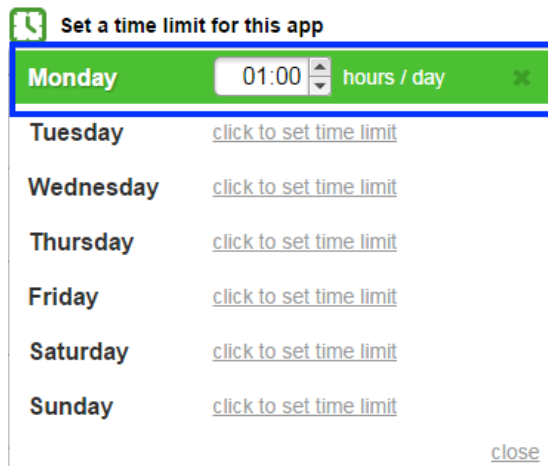 Set a time limit for this app
Monday 01:00 hours / day
Tuesday click to set time limit
Wednesday click to set time limit
Thursday click to set time limit
Friday click to set time limit
Saturday click to set time limit
Sunday click to set time limit
close